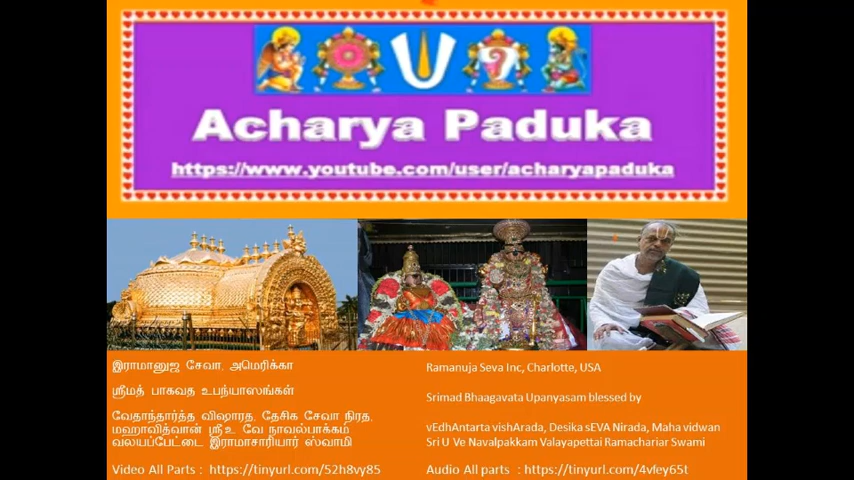 Acharya Paduka
https://www.youtube.com/user/acharyapaduka
இராமானுஜ சேவா, அமெரிக்கா
ஸ்ரீமத் பாகவத உபந்யாஸங்கள்
வேதாந்தார்த்த விஷாரத, தேசிக சேவா நிரத,
மஹாவித்வான் ஸ்ரீ உ வே நாவல்பாக்கம்
வலயப்பேட்டை இராமாசாரியார் ஸ்வாமி
Video All Parts : https://tinyurl.com/52h8vy85
Ramanuja Seva Inc, Charlotte, USA
Srimad Bhaagavata Upanyasam blessed by
vEdhAntarta vishArada, Desika sEVA Nirada, Maha vidwan
Sri U Ve Navalpakkam Valayapettai Ramachariar Swami
Audio All parts : https://tinyurl.com/4vfey65t